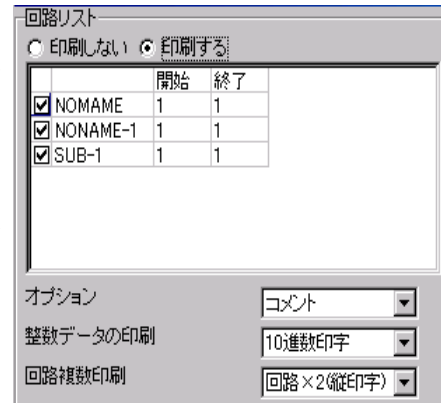 回路リスト
印刷しない 印刷する
開始 終了
NOMAME 1 1
NONAME-1 1 1
SUB-1 1 1
オプション コメント
整数データの印刷 10進数印字
回路複数印刷 回路×2(縦印字)